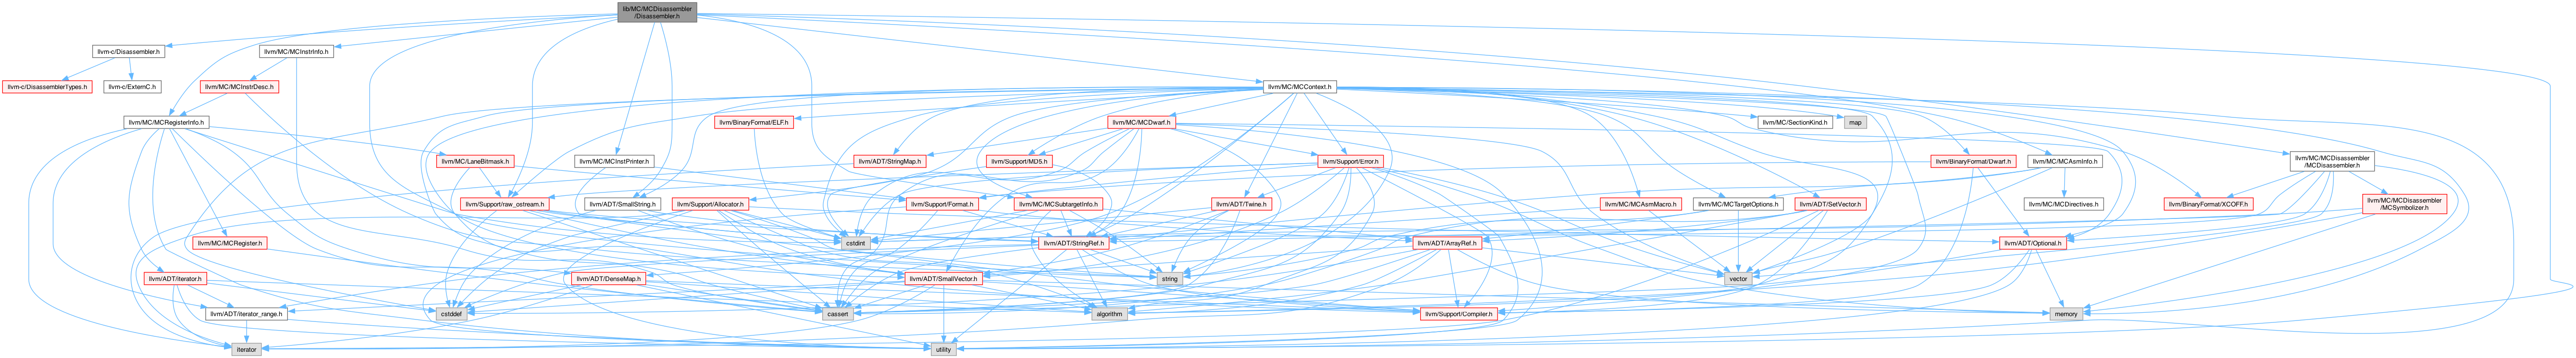 lib/MC/MCDisassembler
/Disassembler.h
llvm-c/Disassembler.h
llvm/MC/MCInstrInfo.h
llvm-c/DisassemblerTypes.h
llvm-c/ExternC.h
llvm/MC/MCInstrDesc.h
llvm/MC/MCContext.h
llvm/MC/MCRegisterInfo.h
llvm/BinaryFormat/ELF.h
llvm/MC/MCDwarf.h
llvm/MC/SectionKind.h
map
llvm/MC/LaneBitmask.h
llvm/MC/MCInstPrinter.h
llvm/ADT/StringMap.h
llvm/Support/MD5.h
llvm/Support/Error.h
llvm/BinaryFormat/Dwarf.h
llvm/MC/MCAsmInfo.h
llvm/MC/MCDisassembler
/MCDisassembler.h
llvm/Support/raw_ostream.h
llvm/ADT/SmallString.h
llvm/Support/Allocator.h
llvm/Support/Format.h
llvm/MC/MCSubtargetInfo.h
llvm/ADT/Twine.h
llvm/MC/MCAsmMacro.h
llvm/MC/MCTargetOptions.h
llvm/ADT/SetVector.h
llvm/MC/MCDirectives.h
llvm/BinaryFormat/XCOFF.h
llvm/MC/MCDisassembler
/MCSymbolizer.h
llvm/MC/MCRegister.h
cstdint
llvm/ADT/StringRef.h
llvm/ADT/ArrayRef.h
llvm/ADT/Optional.h
llvm/ADT/iterator.h
llvm/ADT/DenseMap.h
llvm/ADT/SmallVector.h
string
vector
llvm/ADT/iterator_range.h
cstddef
cassert
algorithm
llvm/Support/Compiler.h
memory
iterator
utility